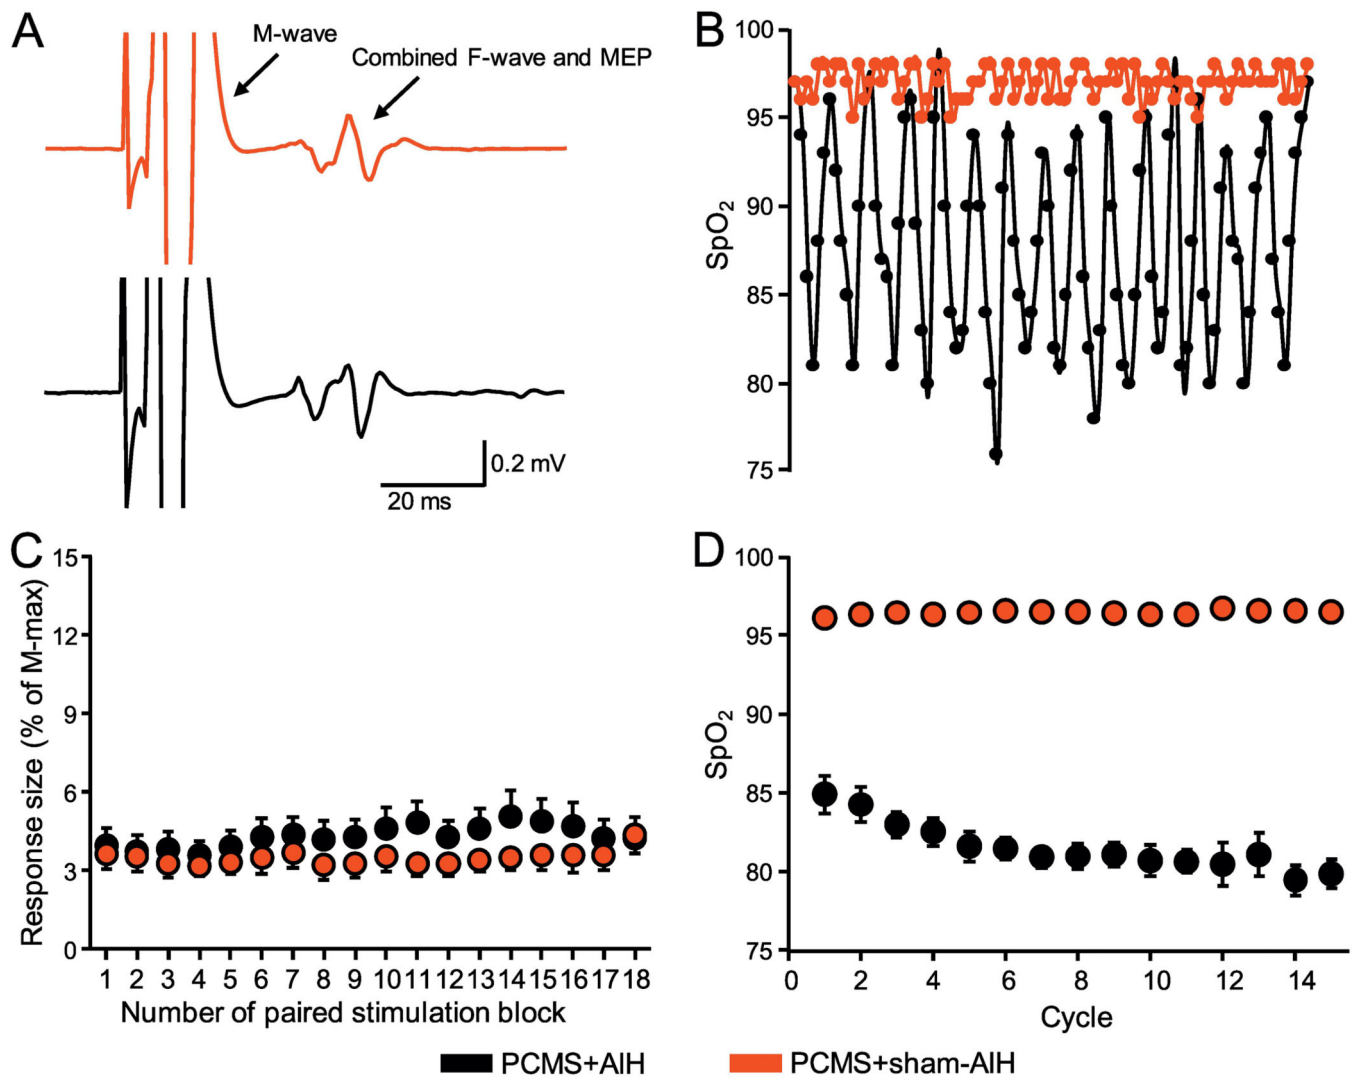 A
M-wave
Combined F-wave and MEP
0.2 mV
20 ms
B
100
95
90
85
80
75
SpO₂
C
15
12
9
6
3
0
Response size (% of M-max)
1 2 3 4 5 6 7 8 9 10 11 12 13 14 15 16 17 18
Number of paired stimulation block
D
100
95
90
85
80
75
SpO₂
0 2 4 6 8 10 12 14
Cycle
PCMS+AIH
PCMS+sham-AIH